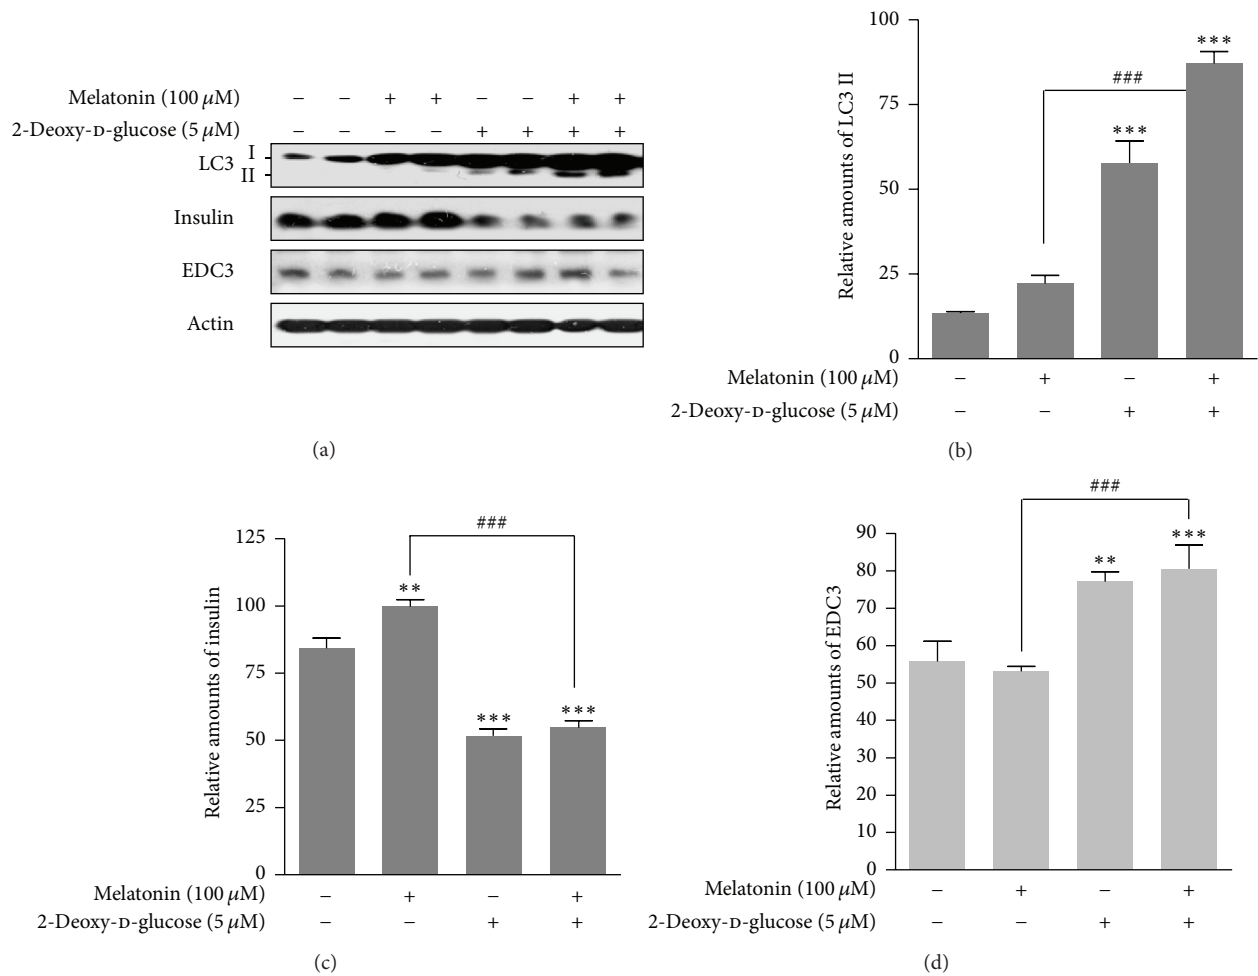 Melatonin (100 μM) − − + + − − + +
2-Deoxy-D-glucose (5 μM) − − − − + + + +
LC3 I
II
Insulin
EDC3
Actin
(a)
100
75
50
25
0
Relative amounts of LC3 II
***
###
***
Melatonin (100 μM) − + − +
2-Deoxy-D-glucose (5 μM) − − + +
(b)
125
100
75
50
25
0
Relative amounts of insulin
###
**
***
***
Melatonin (100 μM) − + − +
2-Deoxy-D-glucose (5 μM) − − + +
(c)
90
80
70
60
50
40
30
20
10
0
Relative amounts of EDC3
###
**
***
Melatonin (100 μM) − + − +
2-Deoxy-D-glucose (5 μM) − − + +
(d)